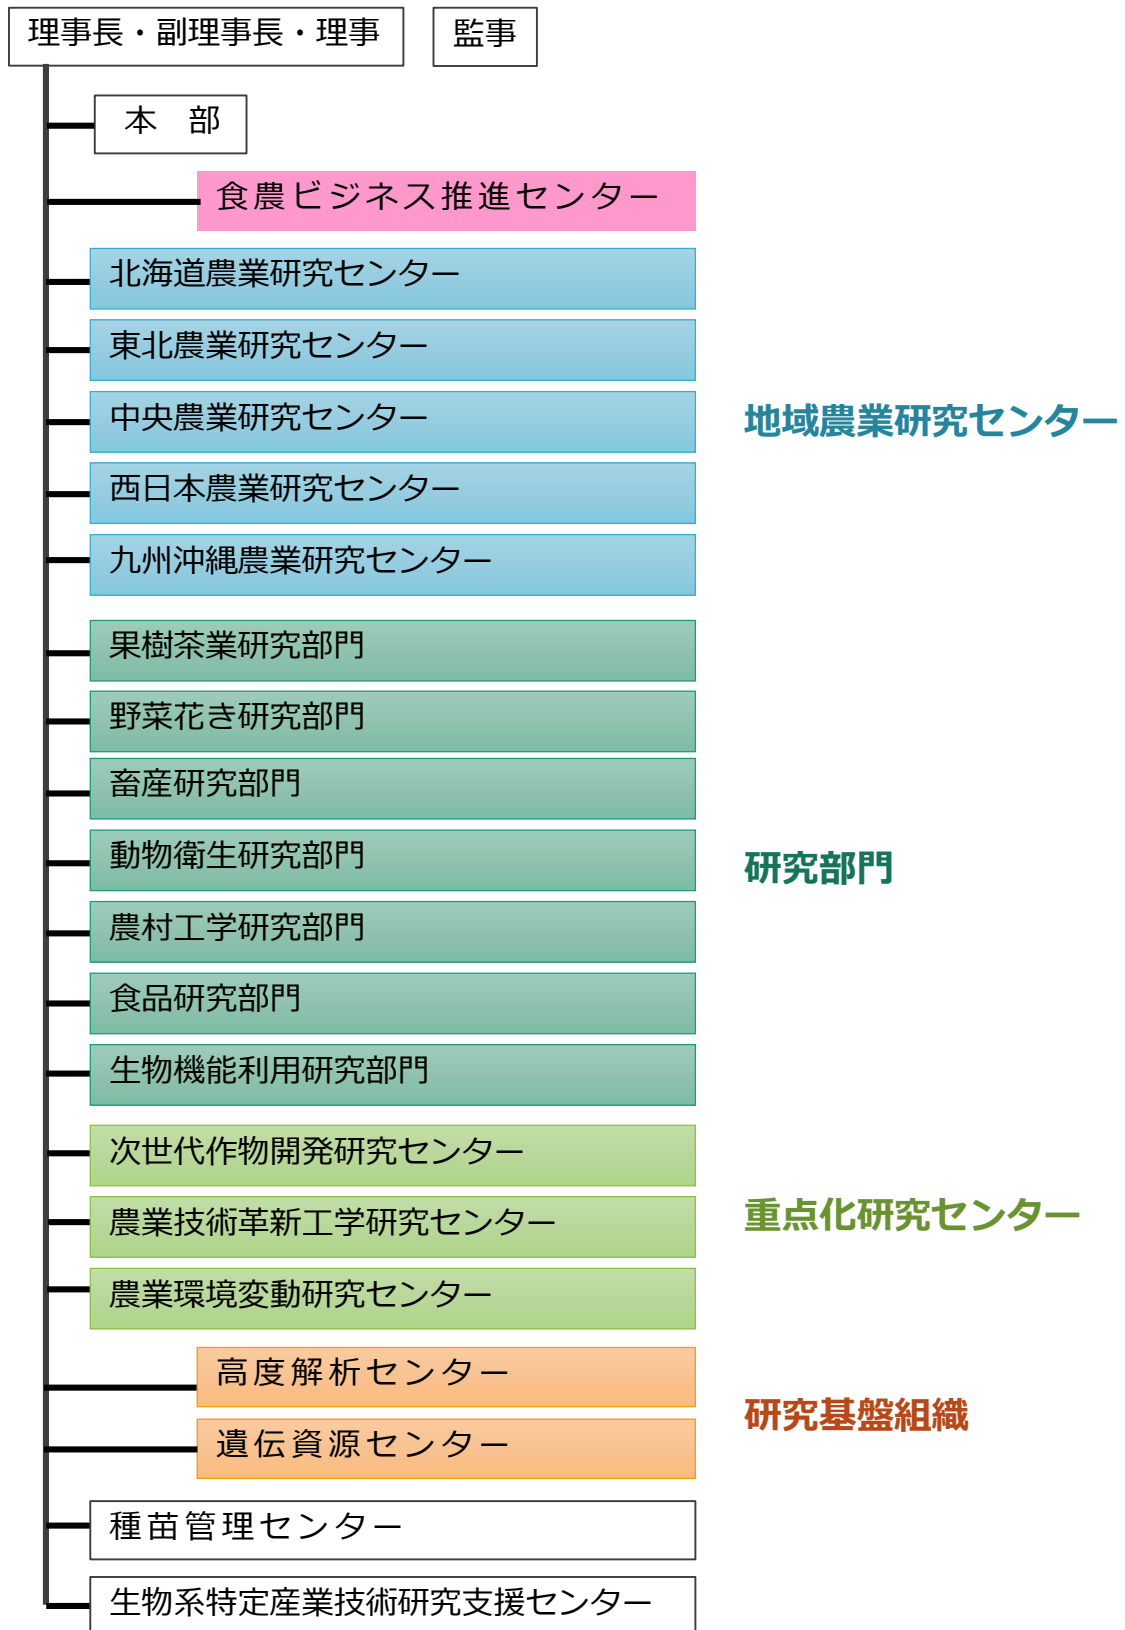 理事長・副理事長・理事
監事
本　部
食農ビジネス推進センター
北海道農業研究センター
東北農業研究センター
中央農業研究センター
地域農業研究センター
西日本農業研究センター
九州沖縄農業研究センター
果樹茶業研究部門
野菜花き研究部門
畜産研究部門
動物衛生研究部門
研究部門
農村工学研究部門
食品研究部門
生物機能利用研究部門
次世代作物開発研究センター
農業技術革新工学研究センター
重点化研究センター
農業環境変動研究センター
高度解析センター
研究基盤組織
遺伝資源センター
種苗管理センター
生物系特定産業技術研究支援センター